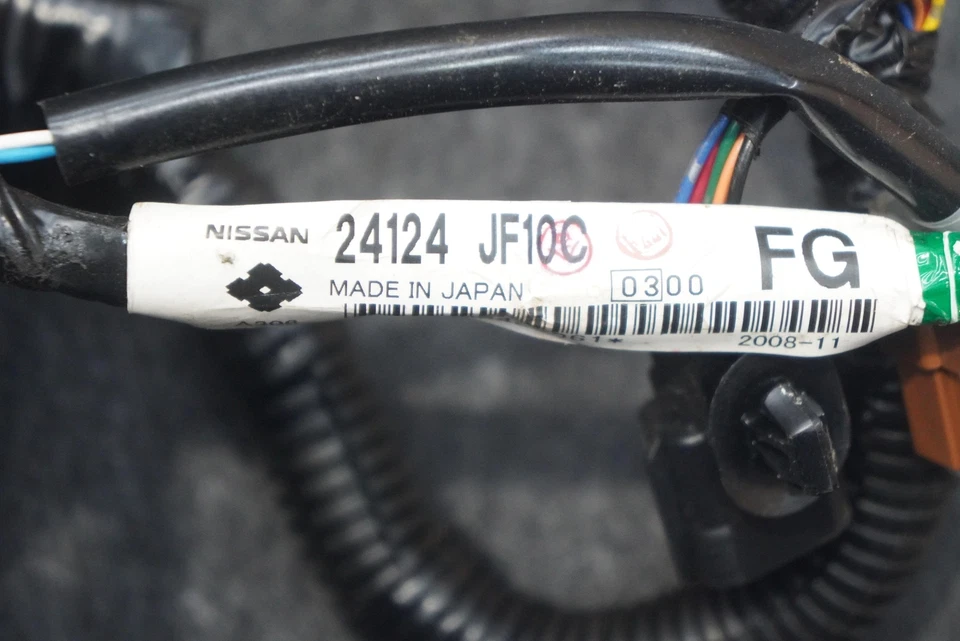 NISSAN 24124 JF10C FG
MADE IN JAPAN 0300
2008-11